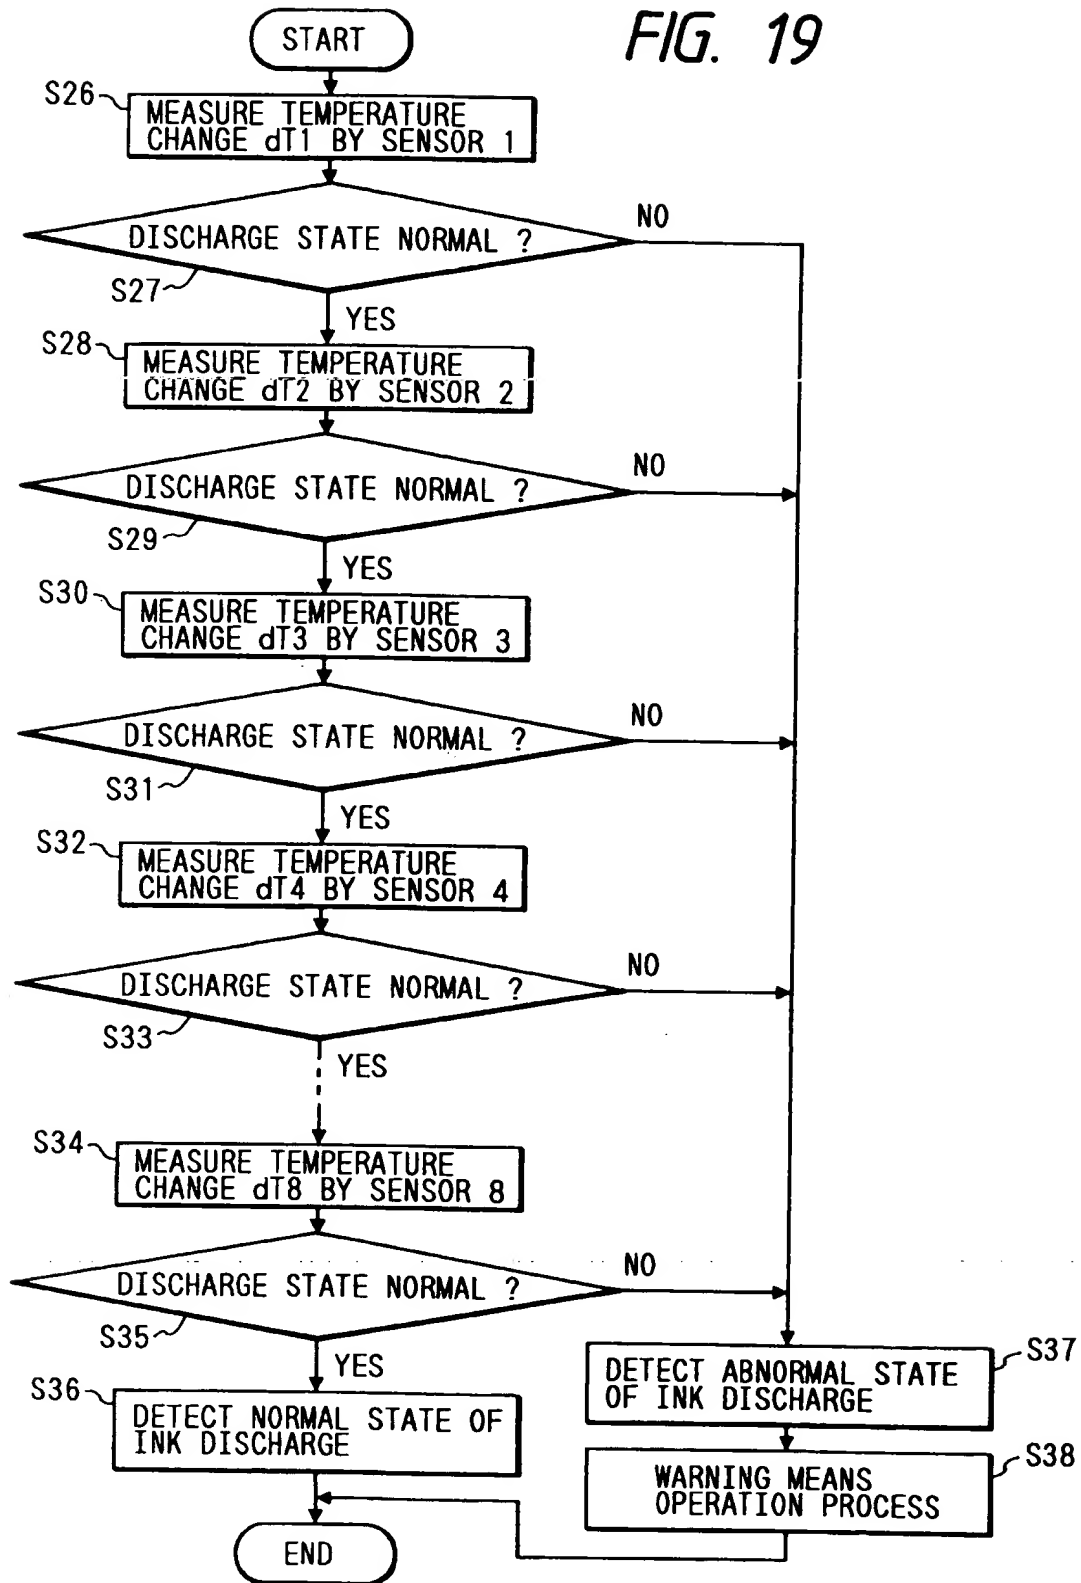 FIG. 19
START
S26
MEASURE TEMPERATURE
CHANGE dT1 BY SENSOR 1
DISCHARGE STATE NORMAL ?
NO
S27
YES
S28
MEASURE TEMPERATURE
CHANGE dT2 BY SENSOR 2
DISCHARGE STATE NORMAL ?
NO
S29
YES
S30
MEASURE TEMPERATURE
CHANGE dT3 BY SENSOR 3
DISCHARGE STATE NORMAL ?
NO
S31
YES
S32
MEASURE TEMPERATURE
CHANGE dT4 BY SENSOR 4
DISCHARGE STATE NORMAL ?
NO
S33
YES
S34
MEASURE TEMPERATURE
CHANGE dT8 BY SENSOR 8
DISCHARGE STATE NORMAL ?
NO
S35
YES
S36
DETECT NORMAL STATE OF
INK DISCHARGE
S37
DETECT ABNORMAL STATE
OF INK DISCHARGE
S38
WARNING MEANS
OPERATION PROCESS
END